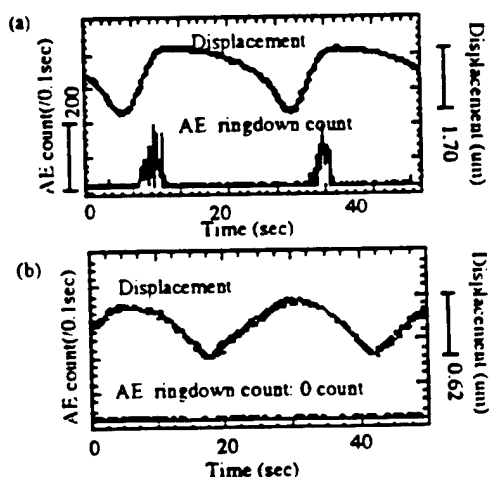 (a)
Displacement
AE ringdown count
AE count(/0.1sec)
200
Displacement (um)
1.70
0 20 40
Time (sec)
(b)
Displacement
AE ringdown count: 0 count
AE count(/0.1sec)
Displacement (um)
0.62
0 20 40
Time (sec)